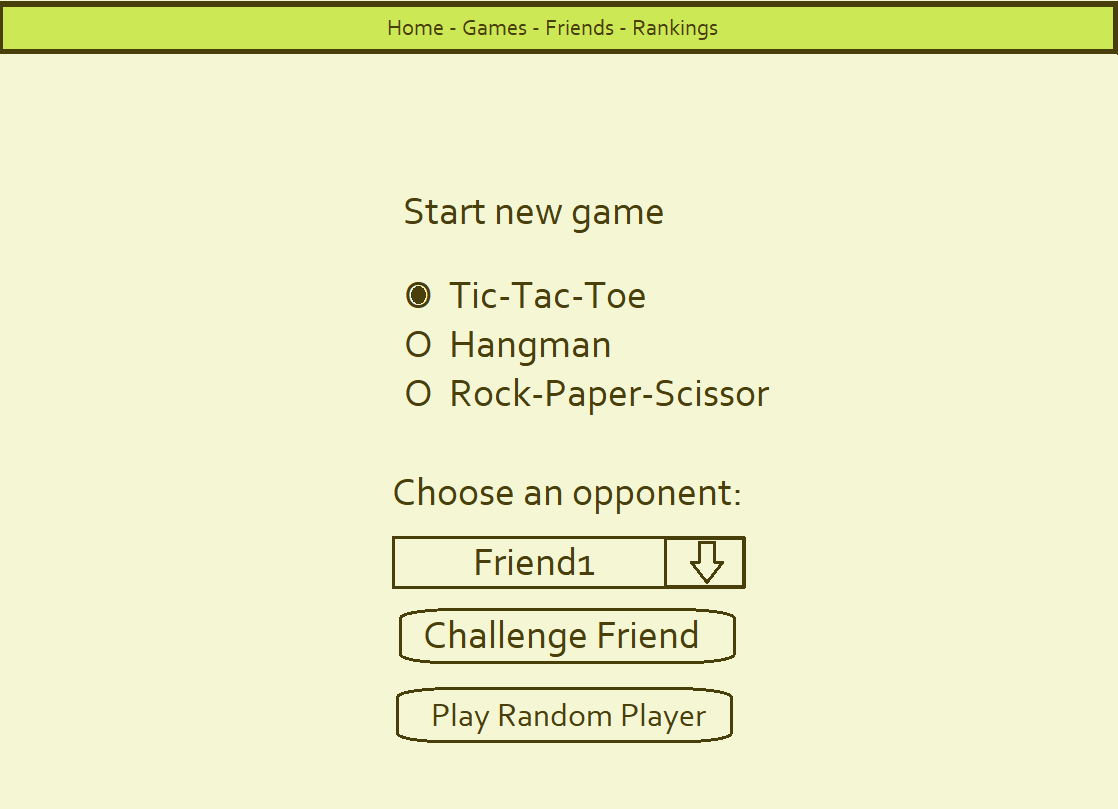 Home - Games - Friends - Rankings
Start new game
Tic-Tac-Toe
Hangman
Rock-Paper-Scissor
Choose an opponent:
Friend1
Challenge Friend
Play Random Player